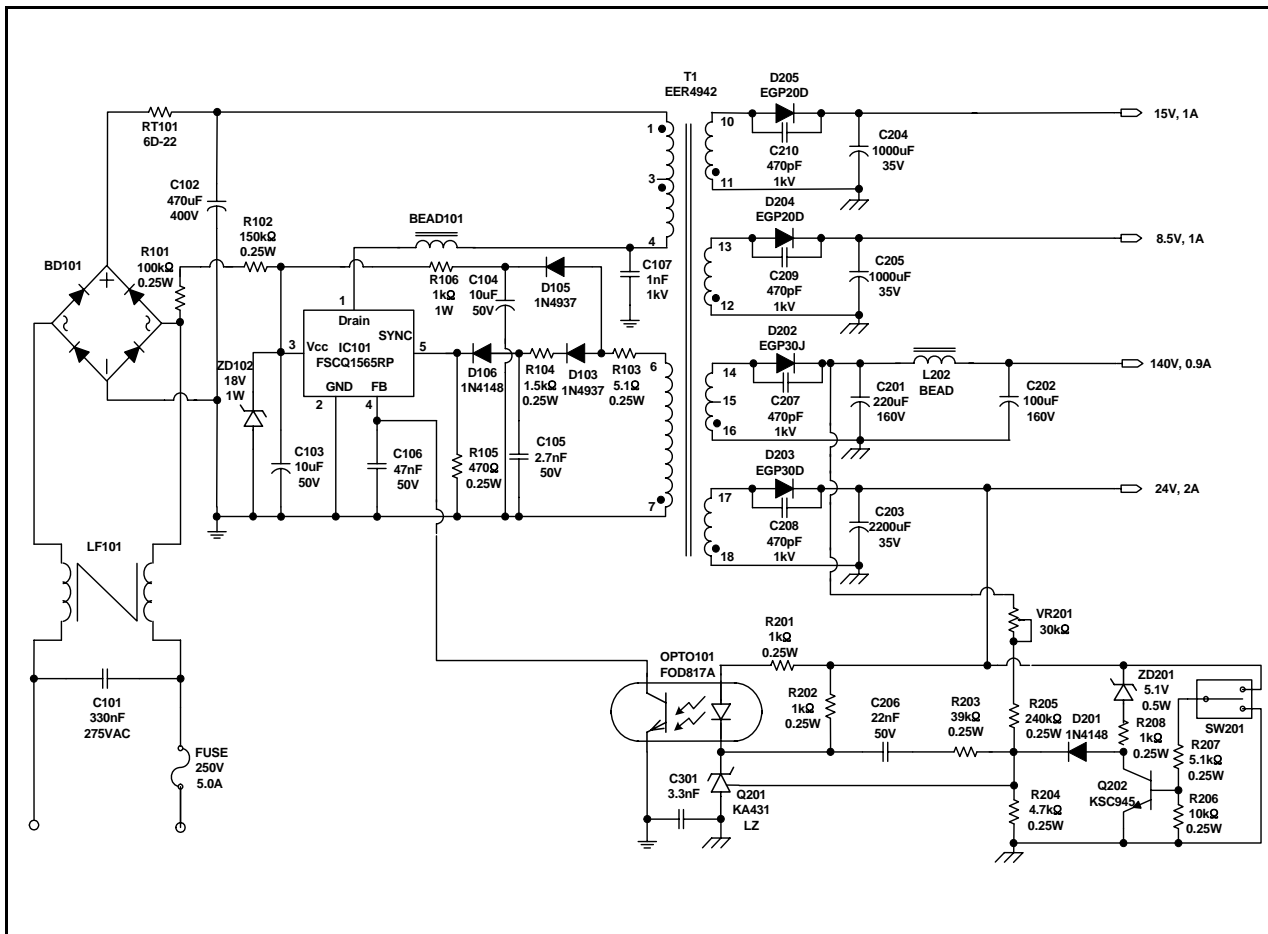 T1
EER4942
D205
EGP20D
RT101
6D-22
1
3
4
10
11
C210
470pF
1kV
C204
1000uF
35V
15V, 1A
C102
470uF
400V
BEAD101
R102
150kΩ
0.25W
R101
100kΩ
0.25W
BD101
D204
EGP20D
13
12
C209
470pF
1kV
C205
1000uF
35V
8.5V, 1A
R106
1kΩ
1W
C104
10uF
50V
D105
1N4937
C107
1nF
1kV
1
Drain
SYNC
3
Vcc
IC101
FSCQ1565RP
5
GND
FB
2
4
ZD102
18V
1W
D106
1N4148
R104
1.5kΩ
0.25W
D103
1N4937
R103
5.1Ω
0.25W
6
7
D202
EGP30J
14
15
16
C207
470pF
1kV
C201
220uF
160V
L202
BEAD
C202
100uF
160V
140V, 0.9A
C103
10uF
50V
C106
47nF
50V
R105
470Ω
0.25W
C105
2.7nF
50V
D203
EGP30D
17
18
C208
470pF
1kV
C203
2200uF
35V
24V, 2A
LF101
C101
330nF
275VAC
FUSE
250V
5.0A
VR201
30kΩ
R201
1kΩ
0.25W
OPTO101
FOD817A
R202
1kΩ
0.25W
C206
22nF
50V
R203
39kΩ
0.25W
R205
240kΩ
0.25W
D201
1N4148
ZD201
5.1V
0.5W
R208
1kΩ
0.25W
SW201
R207
5.1kΩ
0.25W
C301
3.3nF
Q201
KA431
LZ
R204
4.7kΩ
0.25W
Q202
KSC945
R206
10kΩ
0.25W